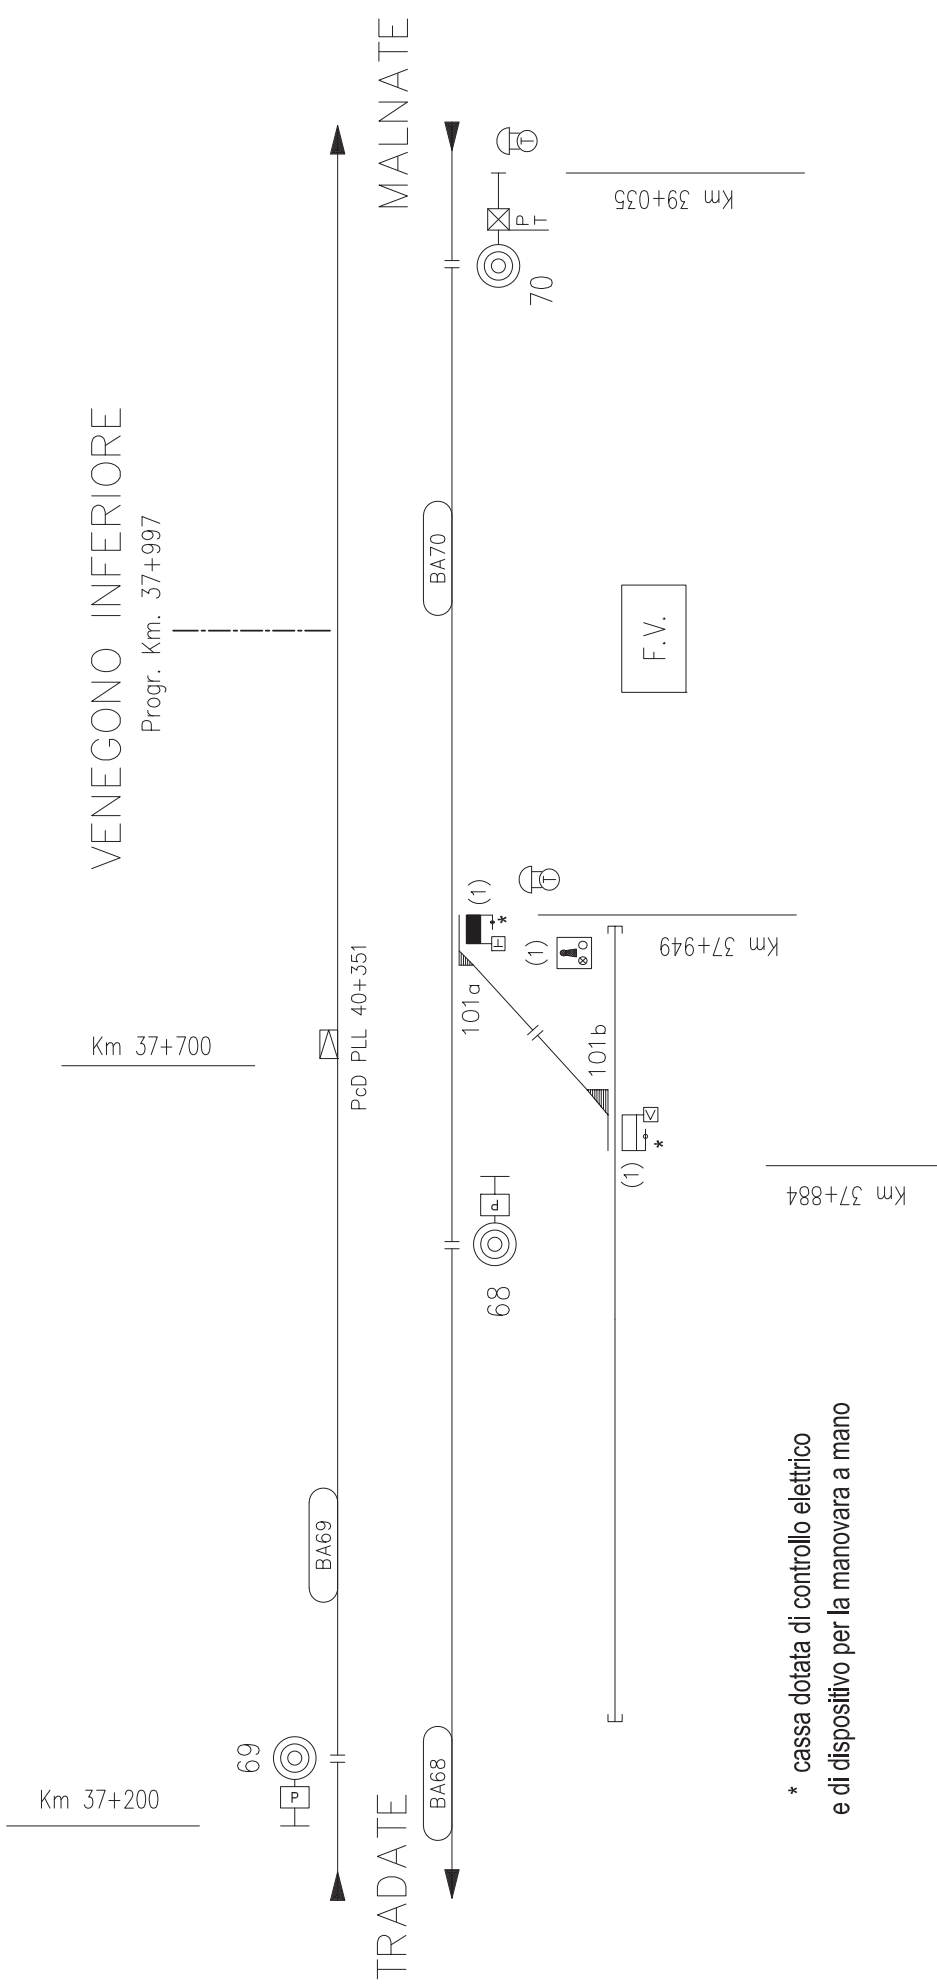 VENEGONO INFERIORE
Progr. Km. 37+997
Km 37+200
Km 37+700
69
P
BA69
PcD PLL 40+351
TRADATE
MALNATE
BA68
BA70
68
P
101a
(1)
*
T
70
P
T
T
(1)
101b
(1)
*
V
F.V.
Km 37+884
Km 37+949
Km 39+035
* cassa dotata di controllo elettrico
e di dispositivo per la manovara a mano